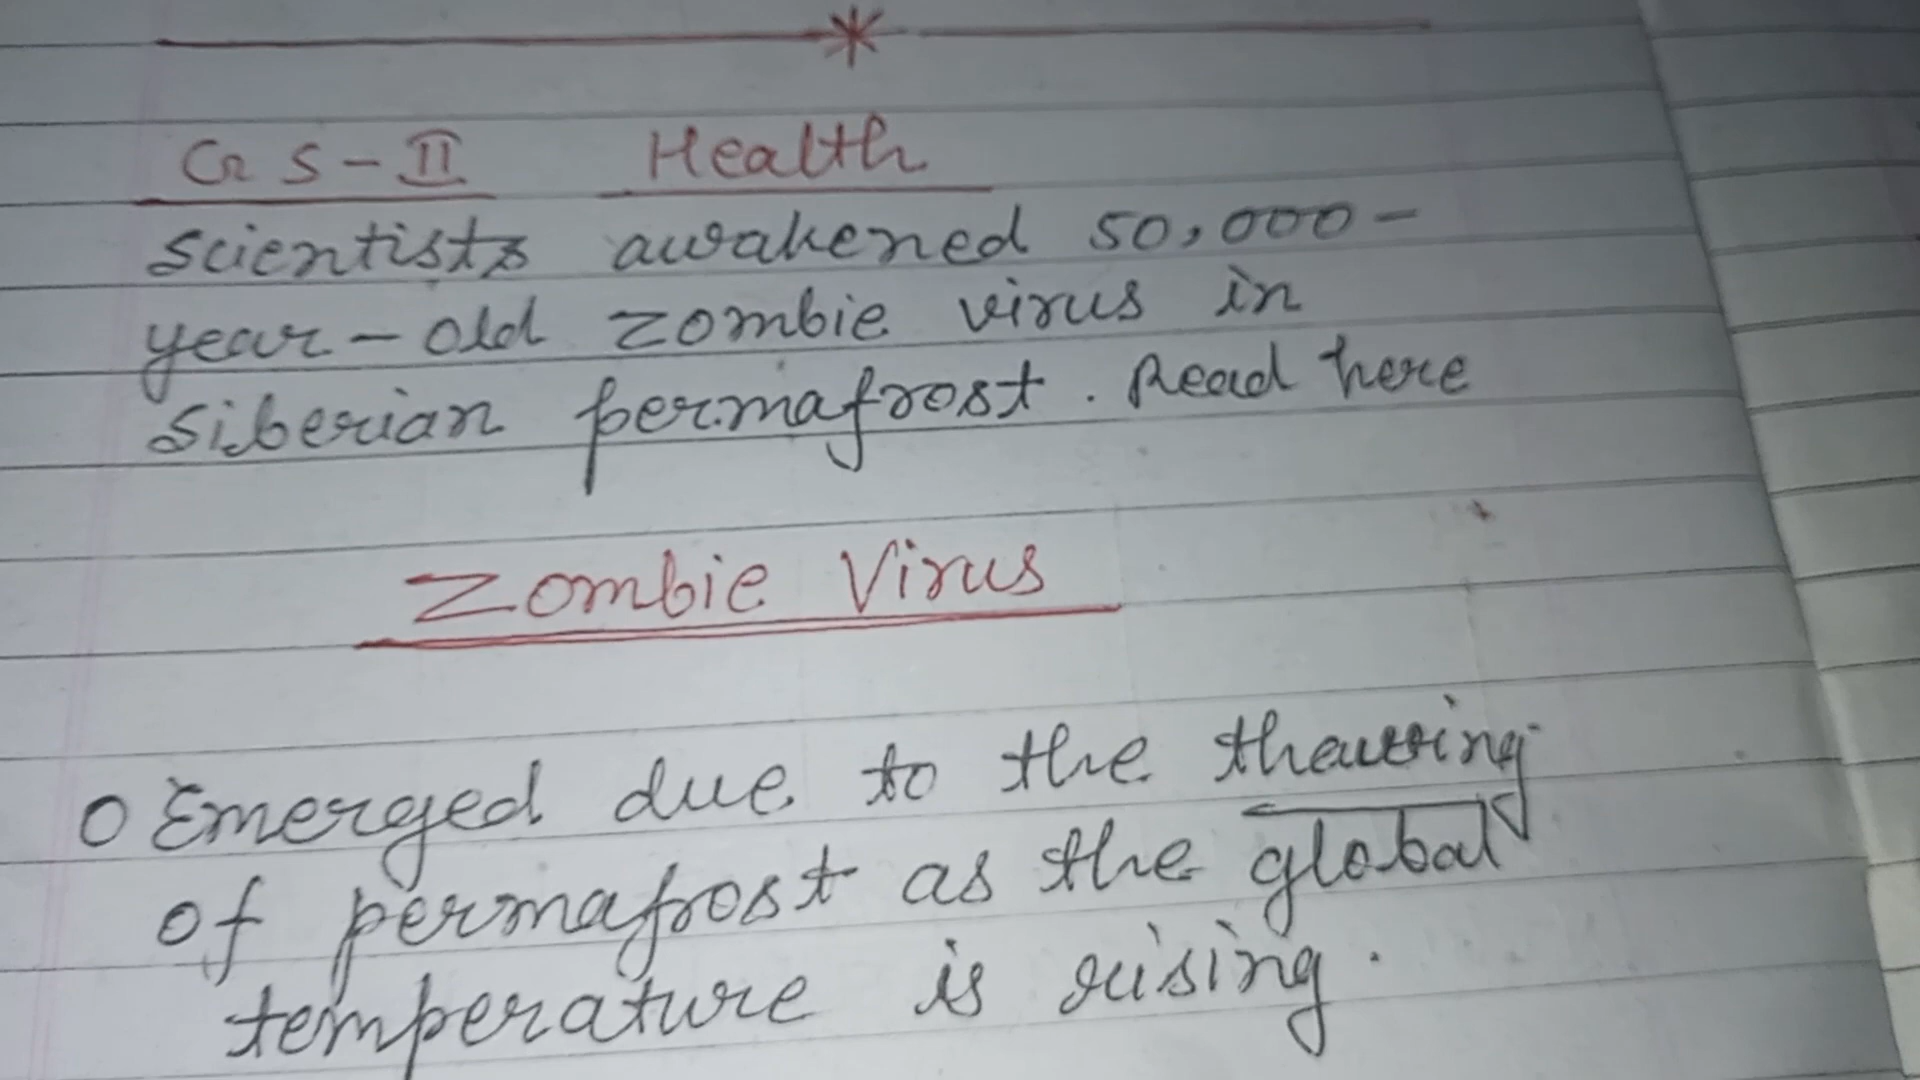 GS-II Health
scientists awakened 50,000-
year-old zombie virus in
siberian permafrost. Read here
Zombie Virus
o Emerged due to the thawing
of permafrost as the global
temperature is rising.